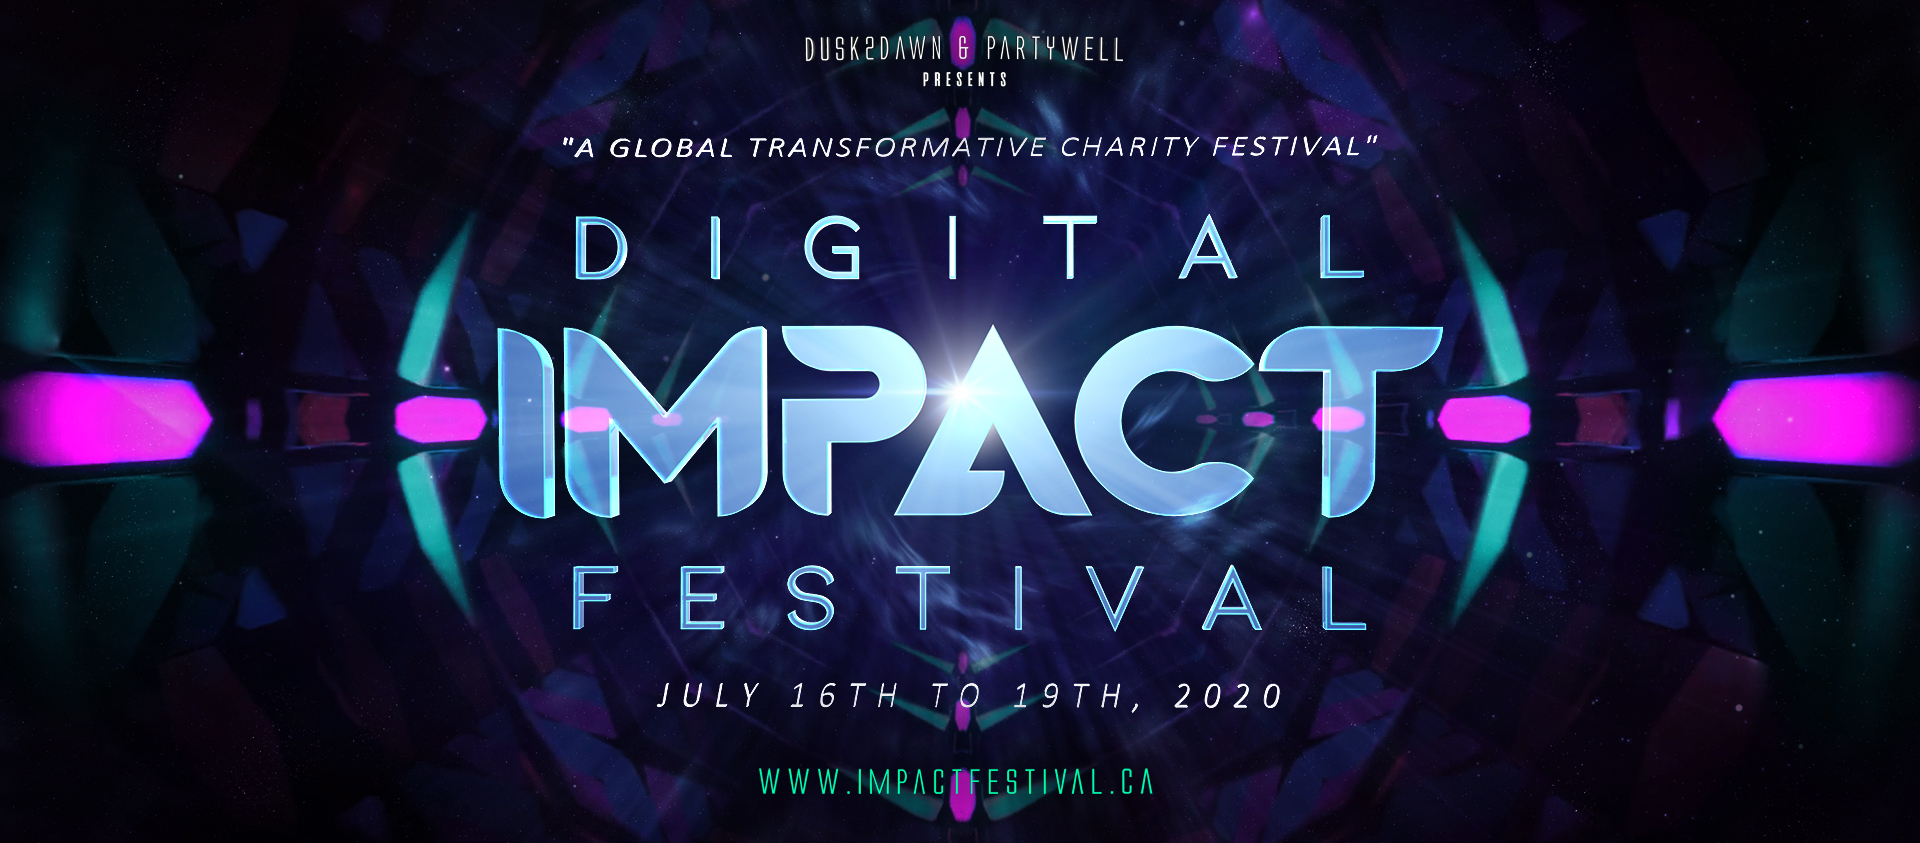 DUSK2DAWN & PARTYWELL
PRESENTS
"A GLOBAL TRANSFORMATIVE CHARITY FESTIVAL"
DIGITAL
IMPACT
FESTIVAL
JULY 16TH TO 19TH, 2020
WWW.IMPACTFESTIVAL.CA